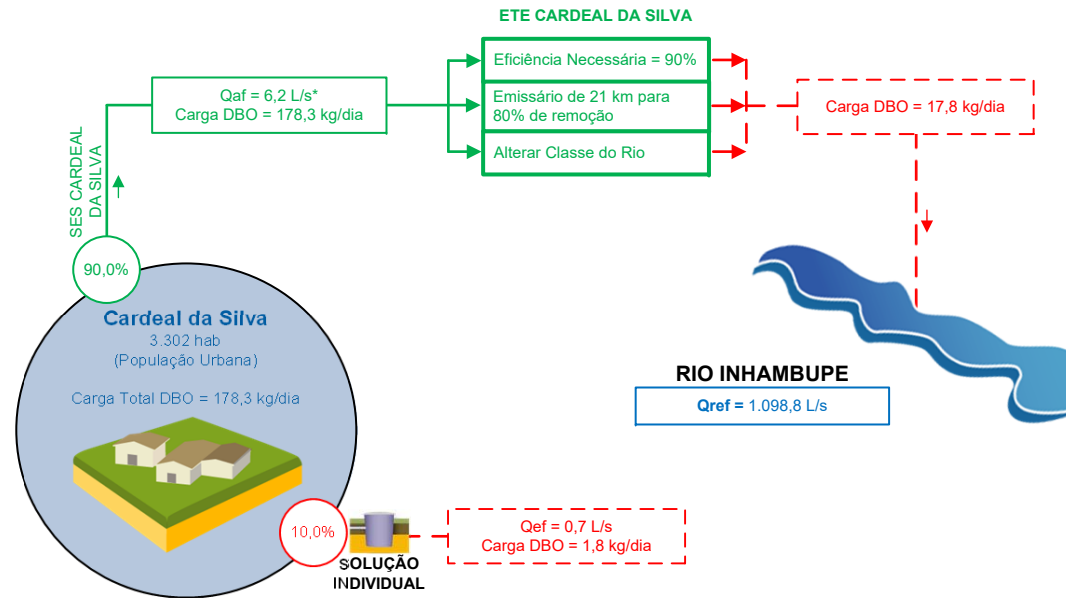 ETE CARDEAL DA SILVA
Eficiência Necessária = 90%
Emissário de 21 km para
80% de remoção
Alterar Classe do Rio
Qaf = 6,2 L/s*
Carga DBO = 178,3 kg/dia
Carga DBO = 17,8 kg/dia
SES CARDEAL
DA SILVA
90,0%
Cardeal da Silva
3.302 hab
(População Urbana)
Carga Total DBO = 178,3 kg/dia
RIO INHAMBUPE
Qref = 1.098,8 L/s
10,0%
SOLUÇÃO
INDIVIDUAL
Qef = 0,7 L/s
Carga DBO = 1,8 kg/dia